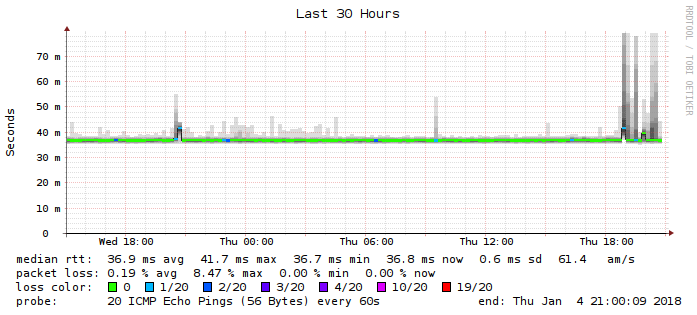 Last 30 Hours
RRDTOOL / TOBI OETIKER
Seconds
70 m
60 m
50 m
40 m
30 m
20 m
10 m
0
Wed 18:00 Thu 00:00 Thu 06:00 Thu 12:00 Thu 18:00
median rtt: 36.9 ms avg 41.7 ms max 36.7 ms min 36.8 ms now 0.6 ms sd 61.4 am/s
packet loss: 0.19 % avg 8.47 % max 0.00 % min 0.00 % now
loss color: 0 1/20 2/20 3/20 4/20 10/20 19/20
probe: 20 ICMP Echo Pings (56 Bytes) every 60s end: Thu Jan 4 21:00:09 2018